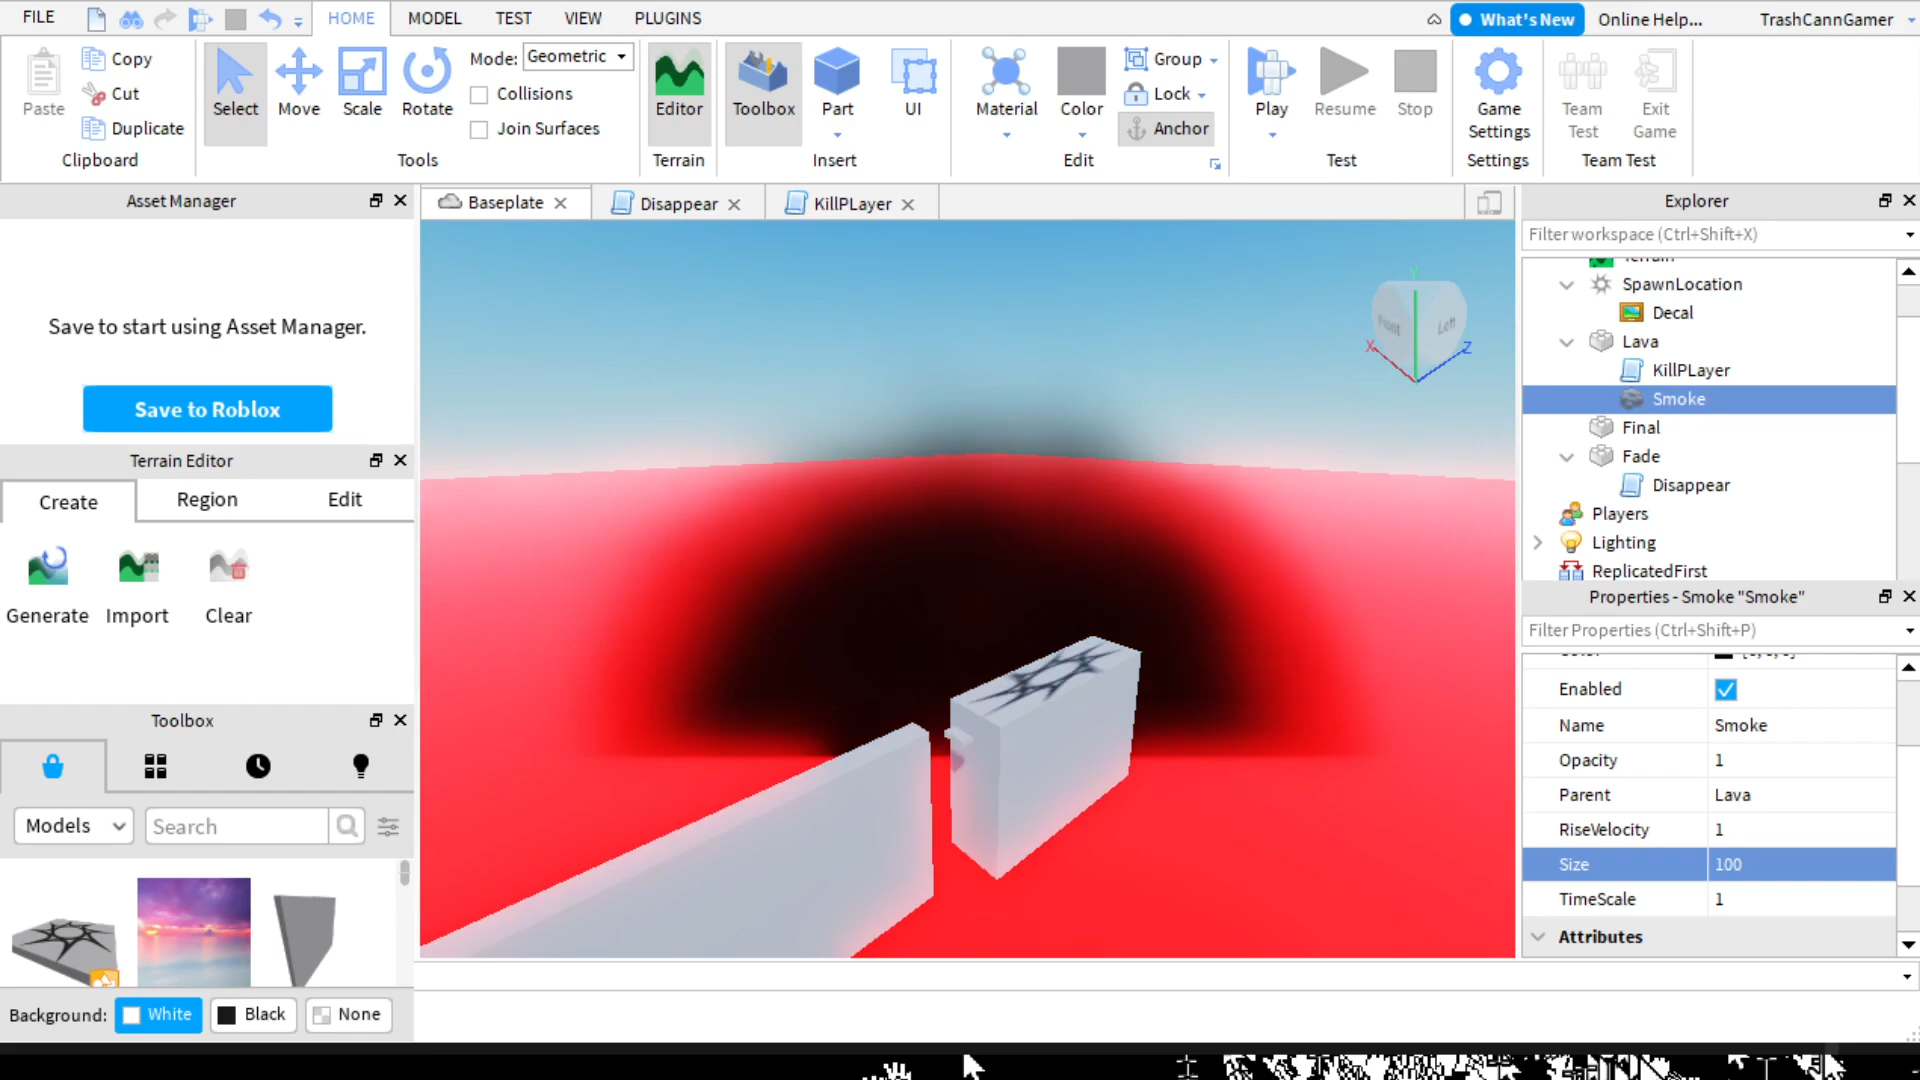 FILE
HOME
MODEL
TEST
VIEW
PLUGINS
What's New
Online Help...
TrashCannGamer
Paste
Copy
Cut
Duplicate
Clipboard
Select
Move
Scale
Rotate
Mode:
Geometric
Collisions
Join Surfaces
Tools
Editor
Terrain
Toolbox
Part
UI
Insert
Material
Color
Group
Lock
Anchor
Edit
Play
Resume
Stop
Test
Game
Settings
Settings
Team
Test
Exit
Game
Team Test
Asset Manager
Save to start using Asset Manager.
Save to Roblox
Terrain Editor
Create
Region
Edit
Generate
Import
Clear
Toolbox
Models
Search
Background:
White
Black
None
Baseplate
Disappear
KillPLayer
Front
Left
Y
X
Z
Explorer
Filter workspace (Ctrl+Shift+X)
Terrain
SpawnLocation
Decal
Lava
KillPLayer
Smoke
Final
Fade
Disappear
Players
Lighting
ReplicatedFirst
Properties - Smoke "Smoke"
Filter Properties (Ctrl+Shift+P)
Enabled
Name Smoke
Opacity 1
Parent Lava
RiseVelocity 1
Size 100
TimeScale 1
Attributes